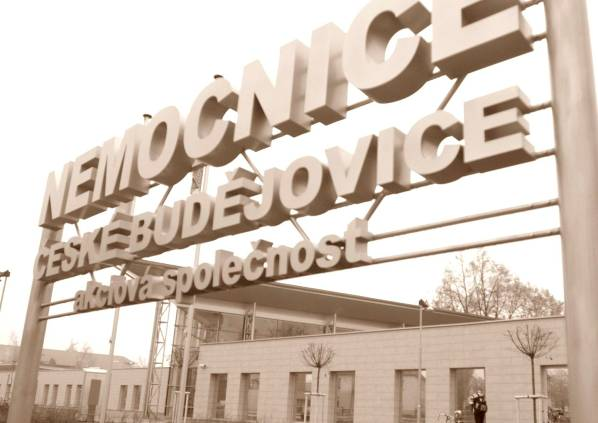 NEMOCNICE
ČESKÉ BUDĚJOVICE
akciová společnost